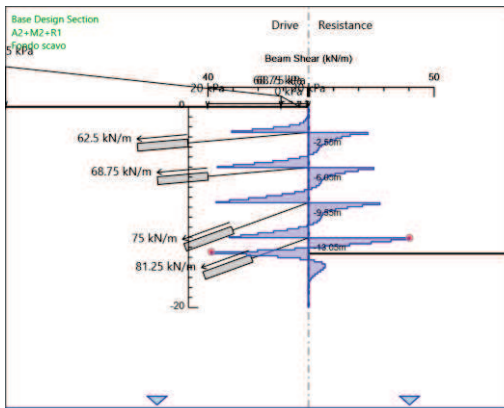 Base Design Section
A2+M2+R1
Fondo scavo
Drive
Resistance
5 kPa
Beam Shear (kN/m)
20 kPa
40
50
0
62.5 kN/m
68.75 kN/m
75 kN/m
81.25 kN/m
-2.50m
-6.05m
-9.55m
-13.05m
-20